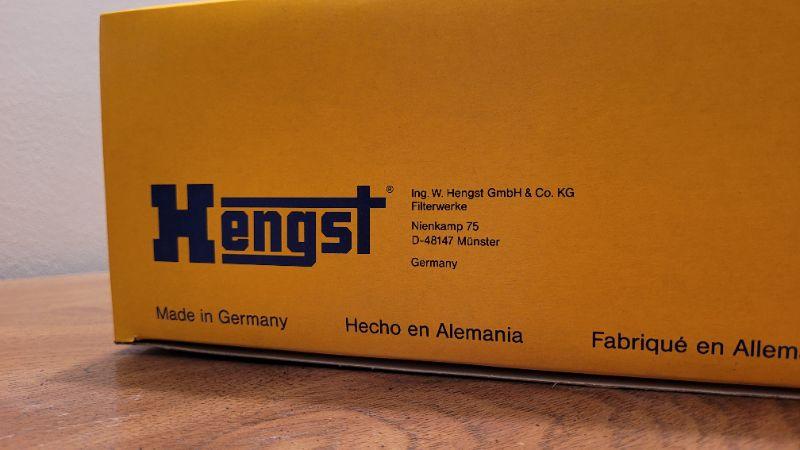 Hengst®
Ing. W. Hengst GmbH & Co. KG
Filterwerke
Nienkamp 75
D-48147 Münster
Germany
Made in Germany
Hecho en Alemania
Fabriqué en Allem